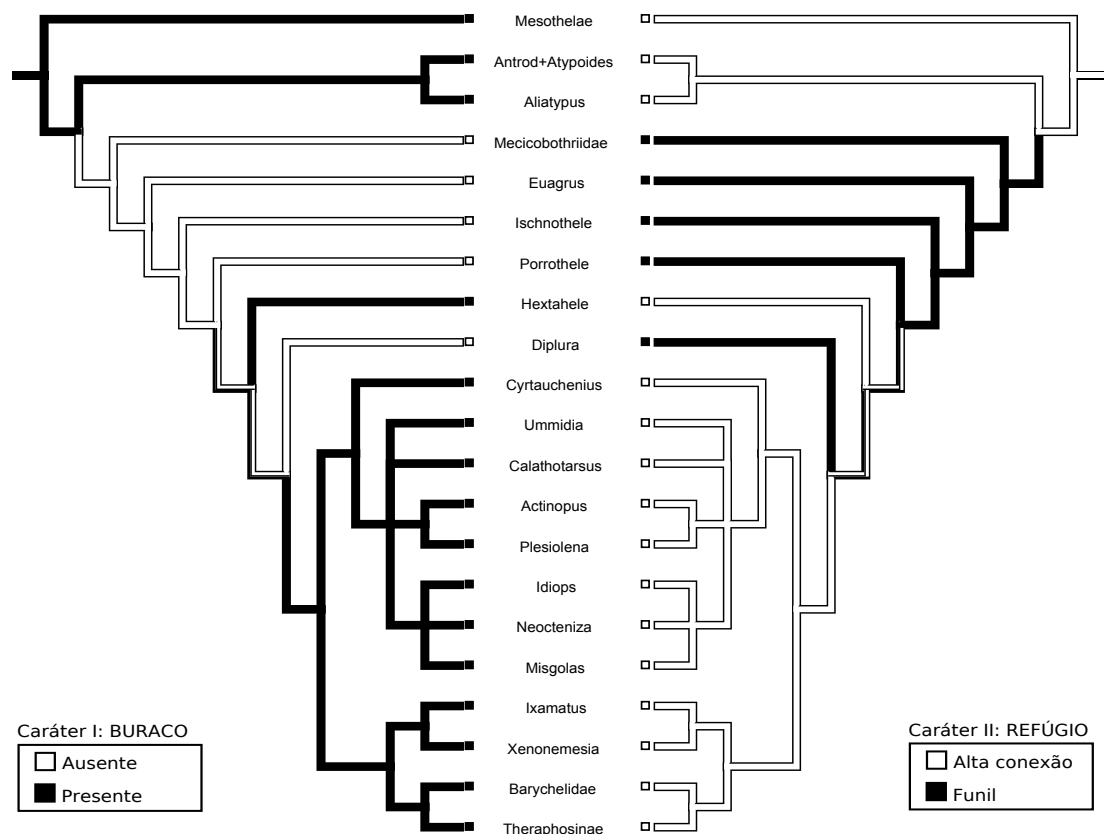 Mesothelae
Antrod+Atypoides
Aliatypus
Mecicobothriidae
Euagrus
Ischnothele
Porrothele
Hextahele
Diplura
Cyrtauchenius
Ummidia
Calathotarsus
Actinopus
Plesiolena
Idiops
Neocteniza
Misgolas
Ixamatus
Xenonemesia
Barychelidae
Theraphosinae
Caráter I: BURACO
Ausente
Presente
Caráter II: REFÚGIO
Alta conexão
Funil